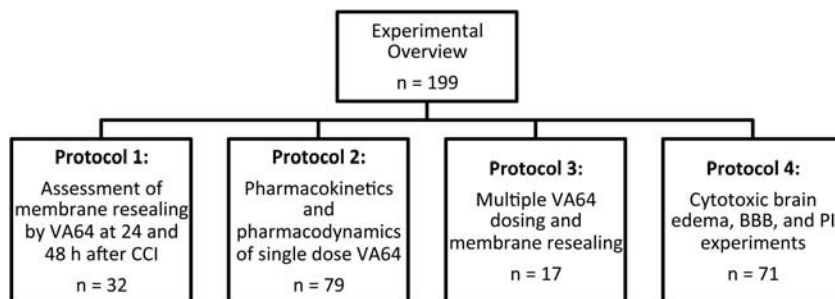 Experimental
Overview
n = 199
Protocol 1:
Assessment of
membrane resealing
by VA64 at 24 and
48 h after CCI
n = 32
Protocol 2:
Pharmacokinetics
and
pharmacodynamics
of single dose VA64
n = 79
Protocol 3:
Multiple VA64
dosing and
membrane resealing
n = 17
Protocol 4:
Cytotoxic brain
edema, BBB, and PI
experiments
n = 71